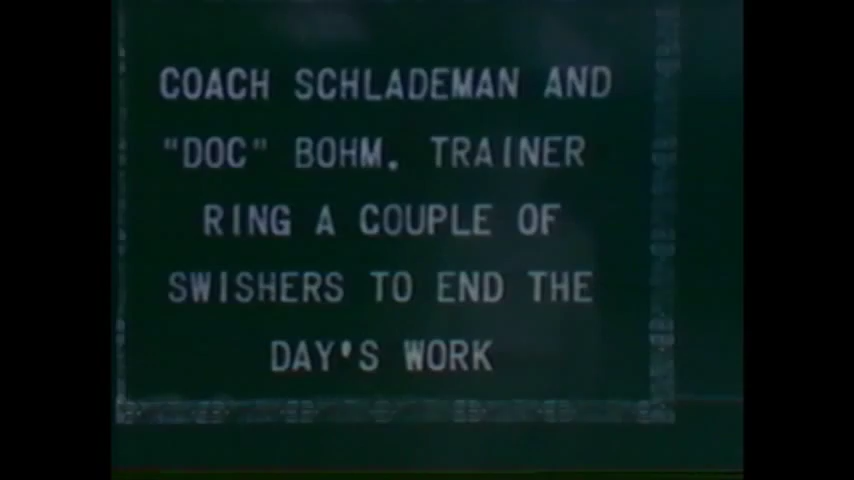 COACH SCHLADEMAN AND
"DOC" BOHM. TRAINER
RING A COUPLE OF
SWISHERS TO END THE
DAY'S WORK